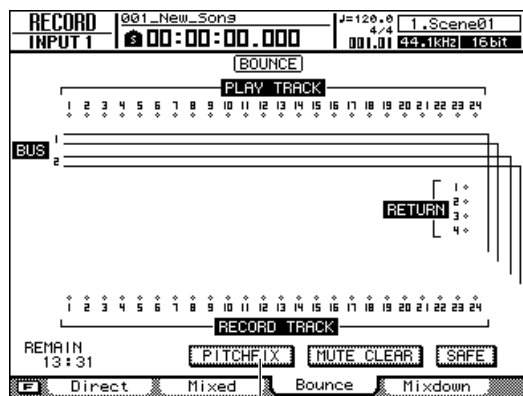 RECORD 001_New_Song ♩=120.0 1.Scene01
INPUT 1 00:00:00.000 4/4 001.01 44.1kHz 16bit
BOUNCE
PLAY TRACK
1 2 3 4 5 6 7 8 9 10 11 12 13 14 15 16 17 18 19 20 21 22 23 24
BUS 1
2
1
RETURN 2
3
4
1 2 3 4 5 6 7 8 9 10 11 12 13 14 15 16 17 18 19 20 21 22 23 24
RECORD TRACK
REMAIN
13:31 PITCHFIX MUTE CLEAR SAFE
F Direct Mixed Bounce Mixdown